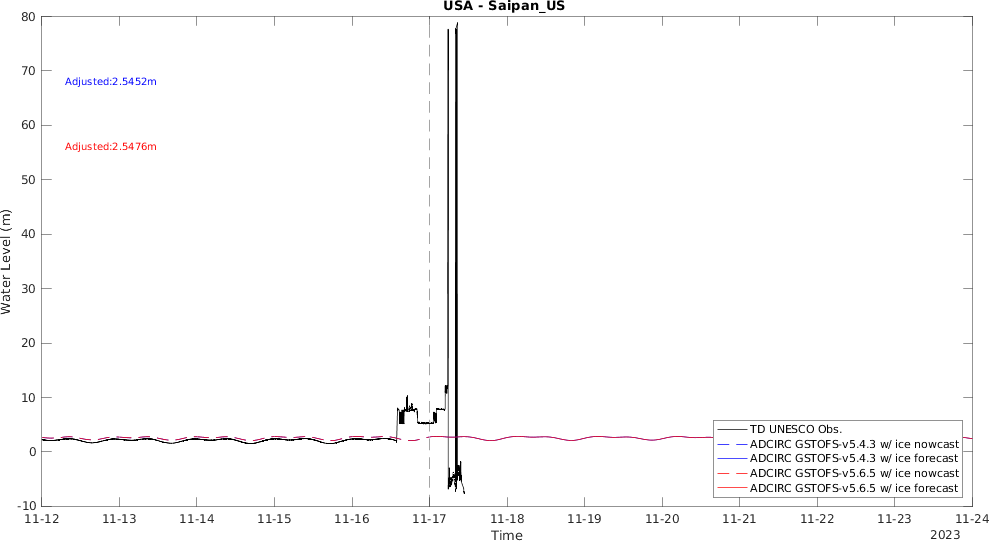 USA - Saipan_US
80
70
60
50
40
30
20
10
0
-10
Water Level (m)
Adjusted:2.5452m
Adjusted:2.5476m
TD UNESCO Obs.
ADCIRC GSTOFS-v5.4.3 w/ ice nowcast
ADCIRC GSTOFS-v5.4.3 w/ ice forecast
ADCIRC GSTOFS-v5.6.5 w/ ice nowcast
ADCIRC GSTOFS-v5.6.5 w/ ice forecast
11-12 11-13 11-14 11-15 11-16 11-17 11-18 11-19 11-20 11-21 11-22 11-23 11-24
Time
2023